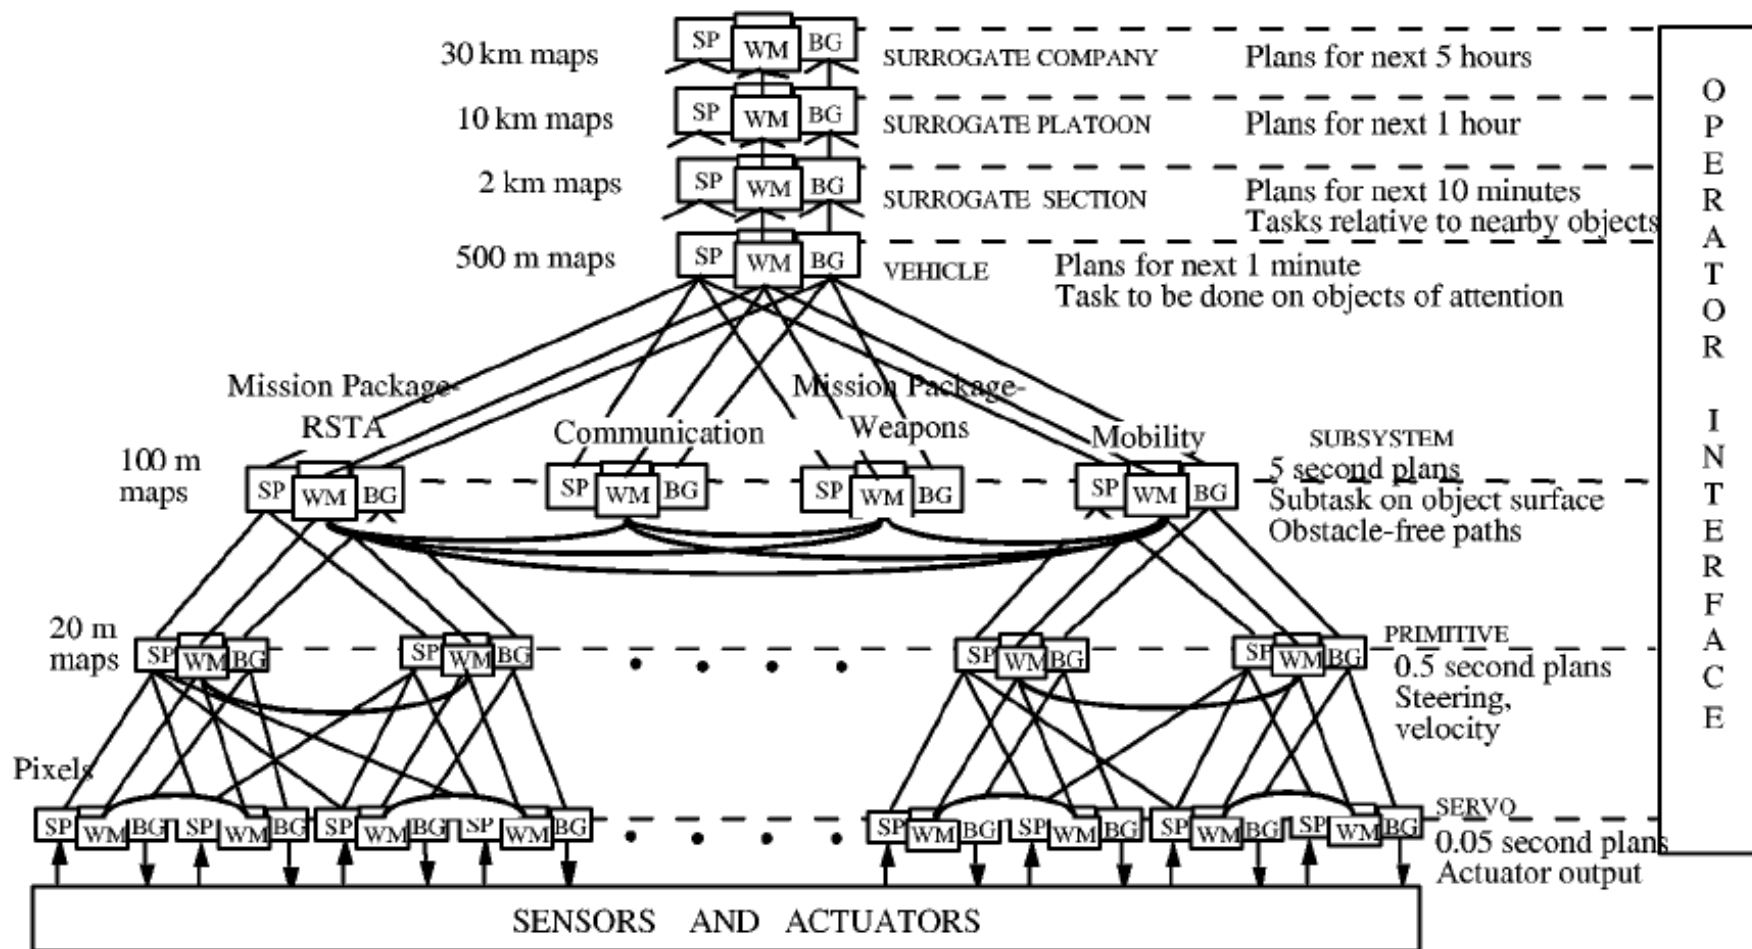 30 km maps
SP WM BG
SURROGATE COMPANY
Plans for next 5 hours
10 km maps
SP WM BG
SURROGATE PLATOON
Plans for next 1 hour
2 km maps
SP WM BG
SURROGATE SECTION
Plans for next 10 minutes
Tasks relative to nearby objects
500 m maps
SP WM BG
VEHICLE
Plans for next 1 minute
Task to be done on objects of attention
OPERATOR INTERFACE
Mission Package-
RSTA
Communication
Mission Package-
Weapons
Mobility
SUBSYSTEM
5 second plans
Subtask on object surface
Obstacle-free paths
100 m
maps
SP WM BG
SP WM BG
SP WM BG
SP WM BG
20 m
maps
SP WM BG
SP WM BG
SP WM BG
SP WM BG
PRIMITIVE
0.5 second plans
Steering,
velocity
Pixels
SP WM BG
SP WM BG
SP WM BG
SP WM BG
SP WM BG
SP WM BG
SP WM BG
SP WM BG
SERVO
0.05 second plans
Actuator output
SENSORS AND ACTUATORS